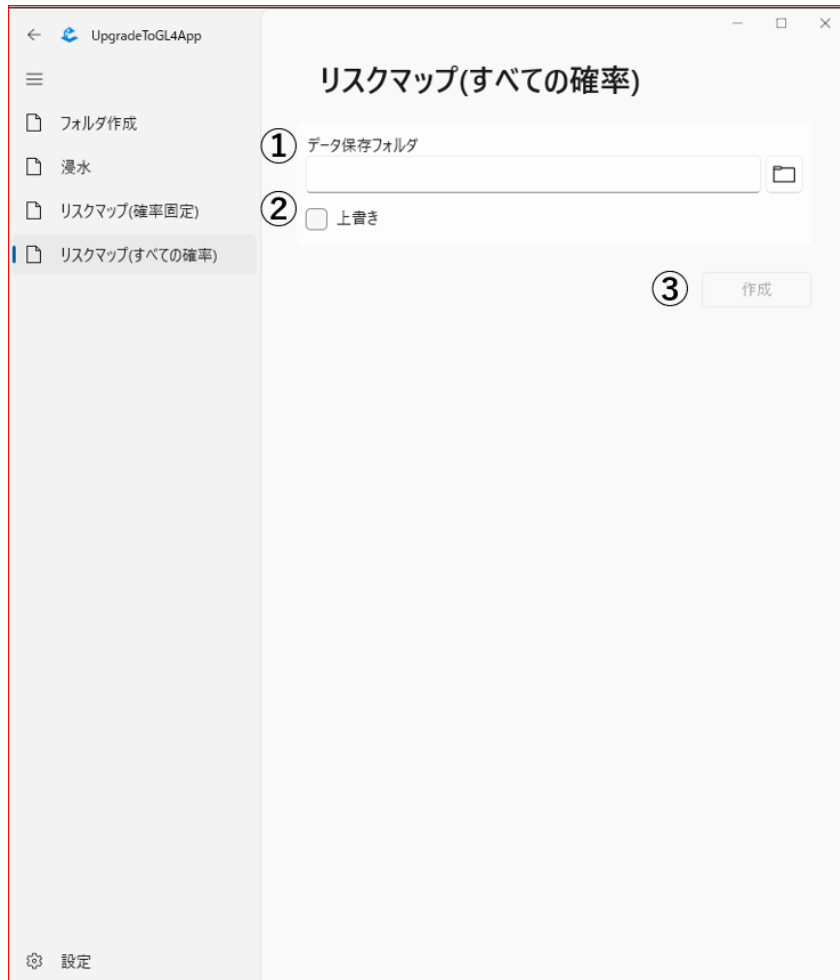 UpgradeToGL4App
フォルダ作成
浸水
リスクマップ(確率固定)
リスクマップ(すべての確率)
設定
リスクマップ(すべての確率)
① データ保存フォルダ
② 上書き
③ 作成